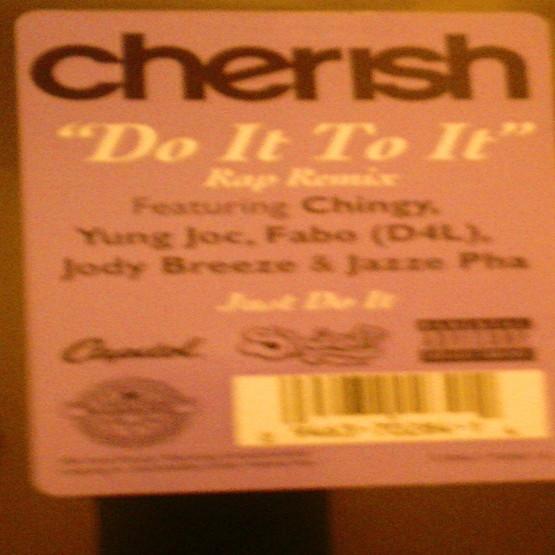 cherish
“Do It To It”
Rap Remix
Featuring Chingy,
Yung Joc, Fabo (D4L),
Jody Breeze & Jazze Pha
Just Do It
Capitol